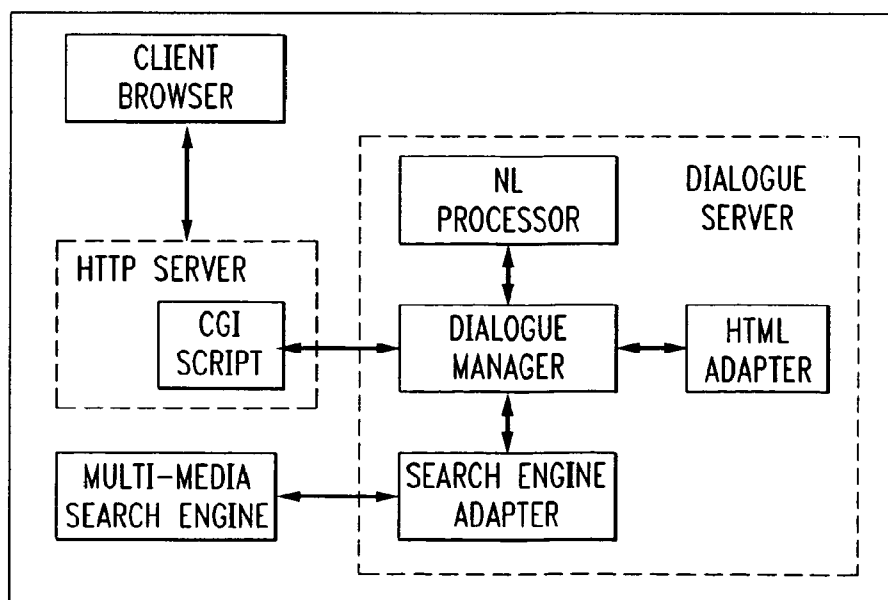 CLIENT
BROWSER
NL
PROCESSOR
DIALOGUE
SERVER
HTTP SERVER
CGI
SCRIPT
DIALOGUE
MANAGER
HTML
ADAPTER
MULTI-MEDIA
SEARCH ENGINE
SEARCH ENGINE
ADAPTER